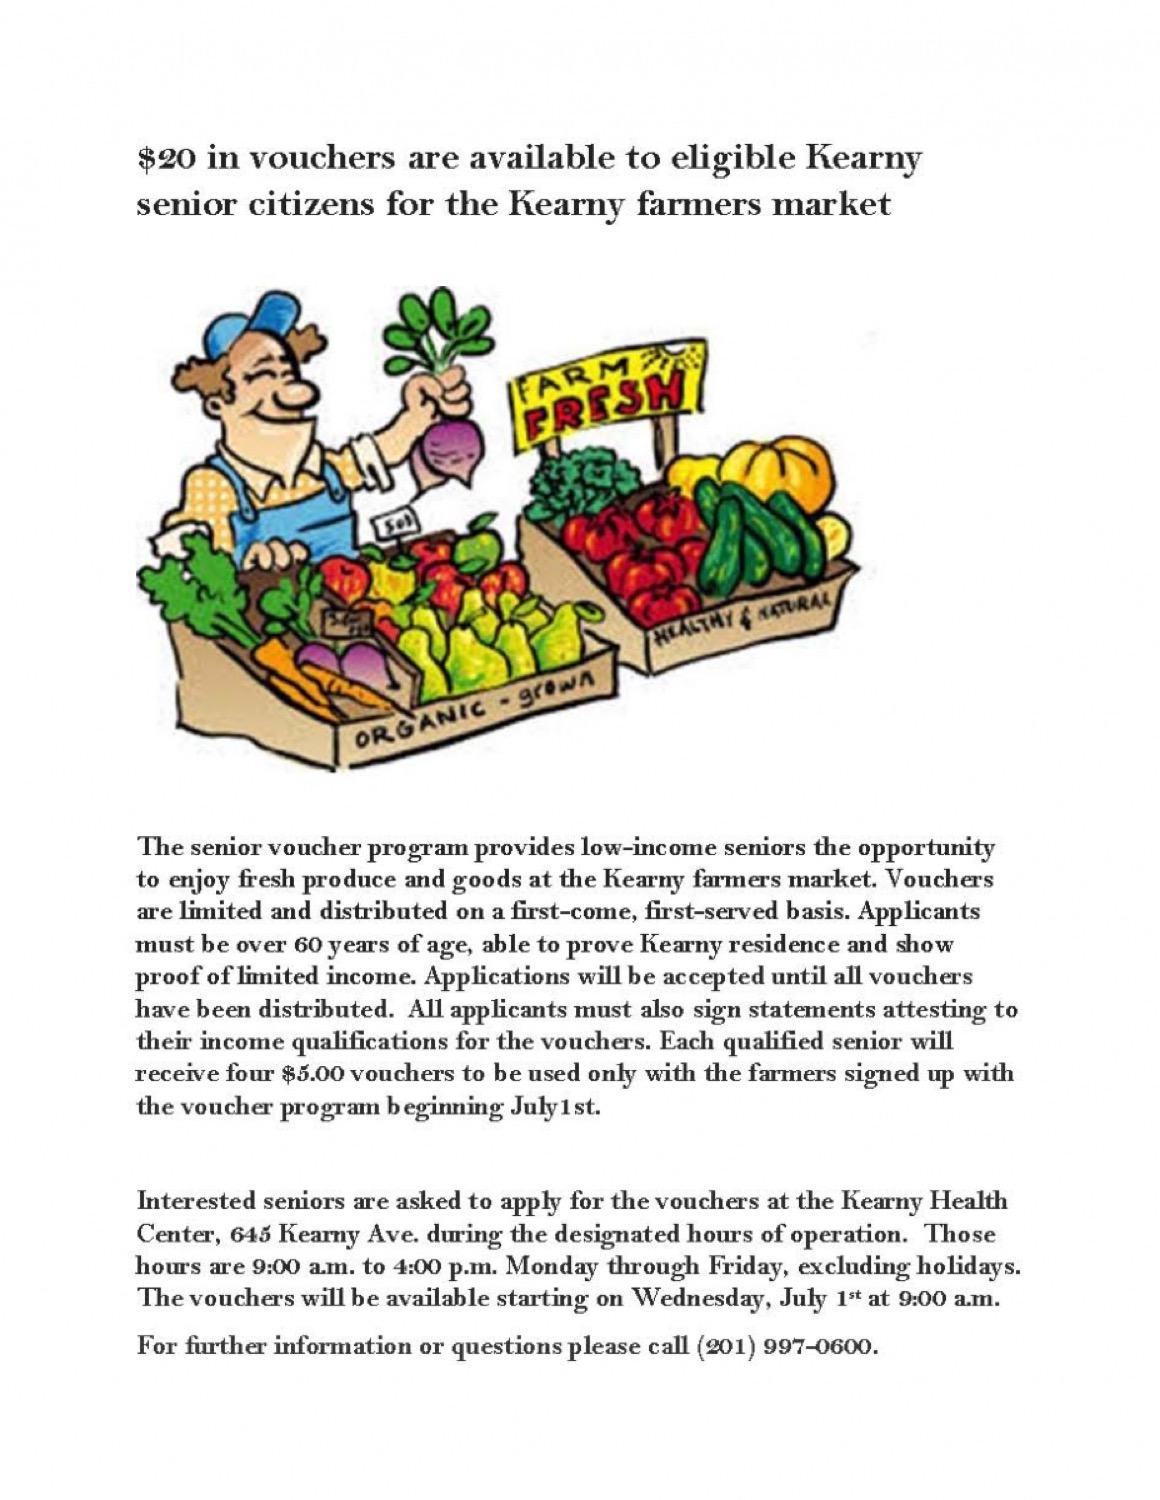 $20 in vouchers are available to eligible Kearny
senior citizens for the Kearny farmers market
FARM
FRESH
50¢
HEALTHY & NATURAL
ORGANIC - grown
The senior voucher program provides low-income seniors the opportunity
to enjoy fresh produce and goods at the Kearny farmers market. Vouchers
are limited and distributed on a first-come, first-served basis. Applicants
must be over 60 years of age, able to prove Kearny residence and show
proof of limited income. Applications will be accepted until all vouchers
have been distributed.  All applicants must also sign statements attesting to
their income qualifications for the vouchers. Each qualified senior will
receive four $5.00 vouchers to be used only with the farmers signed up with
the voucher program beginning July1st.
Interested seniors are asked to apply for the vouchers at the Kearny Health
Center, 645 Kearny Ave. during the designated hours of operation.  Those
hours are 9:00 a.m. to 4:00 p.m. Monday through Friday, excluding holidays.
The vouchers will be available starting on Wednesday, July 1st at 9:00 a.m.
For further information or questions please call (201) 997-0600.